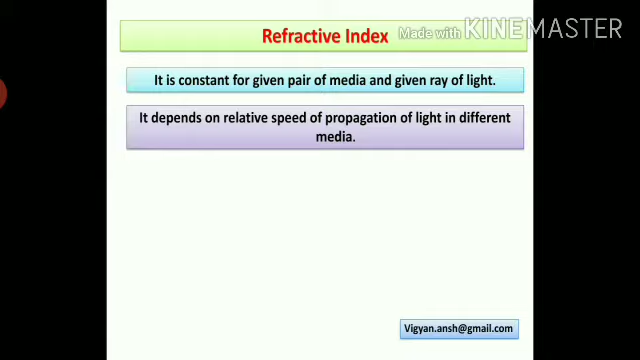 Refractive Index
Made with KINEMASTER
It is constant for given pair of media and given ray of light.
It depends on relative speed of propagation of light in different
media.
Vigyan.ansh@gmail.com